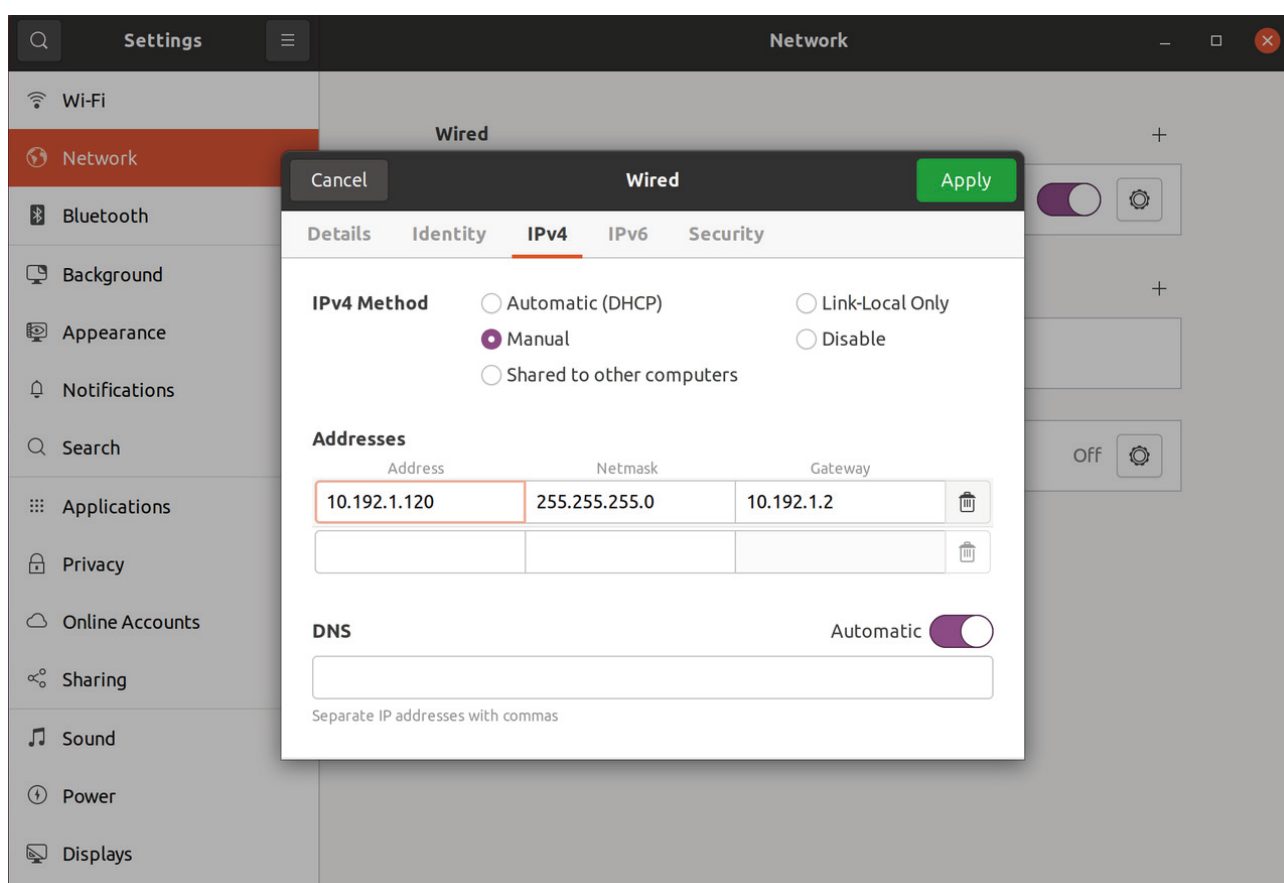 Settings
Network
Wi-Fi
Network
Bluetooth
Background
Appearance
Notifications
Search
Applications
Privacy
Online Accounts
Sharing
Sound
Power
Displays
Wired
Off
Cancel
Wired
Apply
Details Identity IPv4 IPv6 Security
IPv4 Method
Automatic (DHCP) Link-Local Only
Manual Disable
Shared to other computers
Addresses
Address Netmask Gateway
10.192.1.120 255.255.255.0 10.192.1.2
DNS Automatic
Separate IP addresses with commas